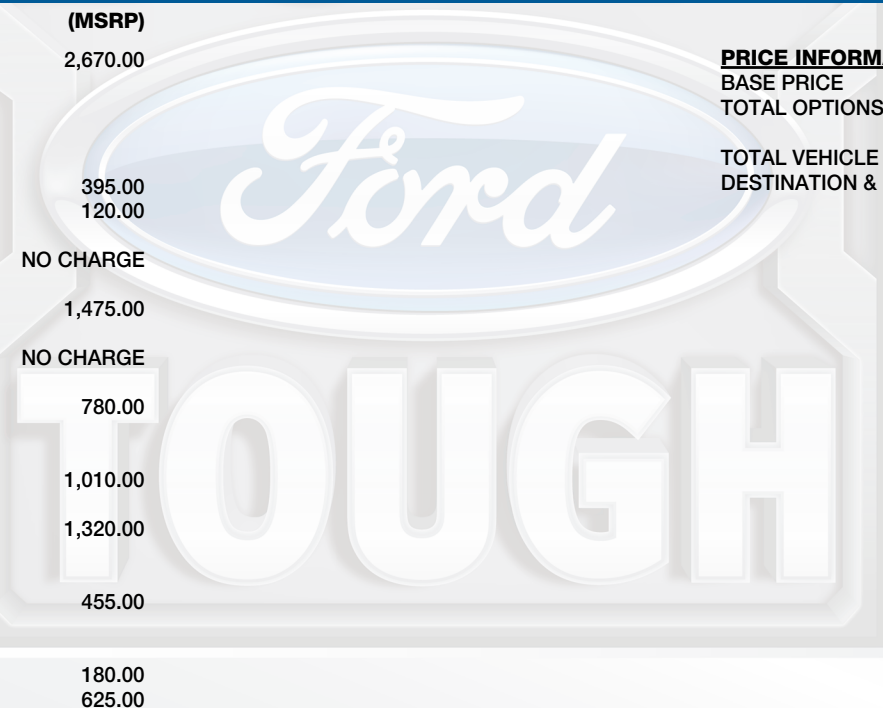 (MSRP)
2,670.00
395.00
120.00
NO CHARGE
1,475.00
NO CHARGE
780.00
1,010.00
1,320.00
455.00
180.00
625.00
PRICE INFORMA
BASE PRICE
TOTAL OPTIONS
TOTAL VEHICLE
DESTINATION &
Ford
TOUGH